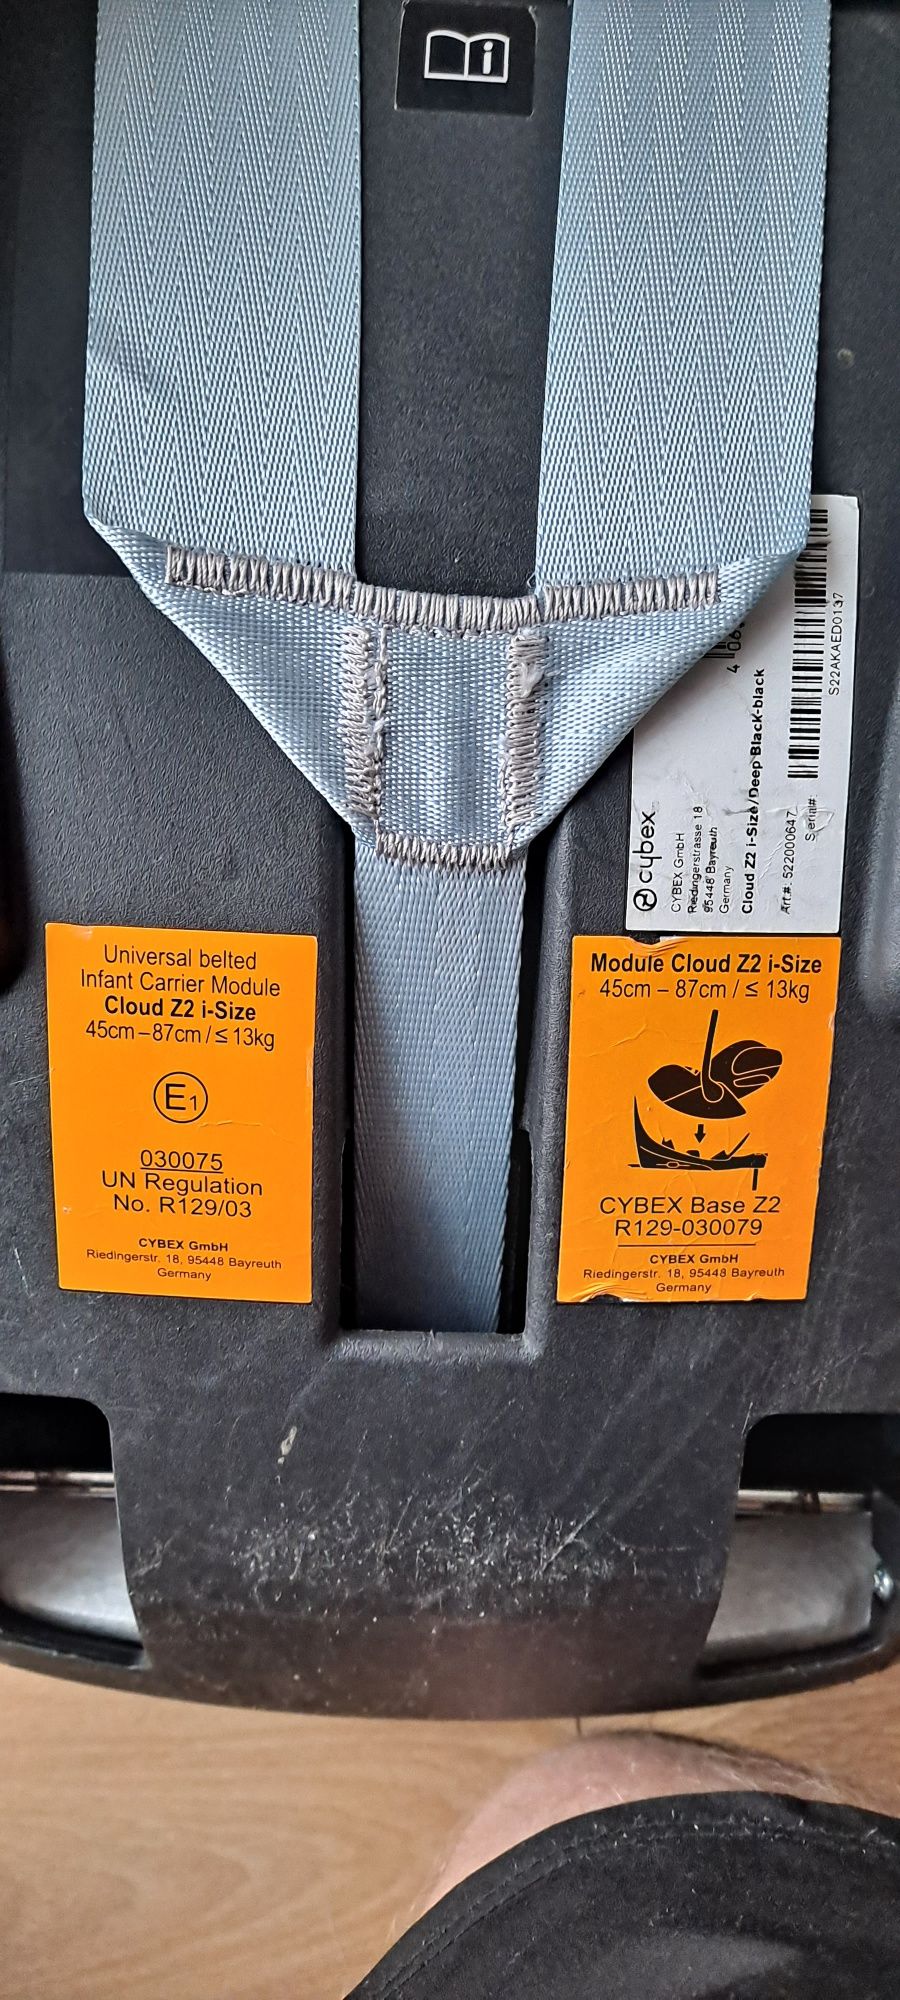 i
cybex
CYBEX GmbH
Riedingerstrasse 18
95448 Bayreuth
Germany
Cloud Z2 i-Size/Deep Black-black
Art.#: 522000647
Serial#:
S22AKAED0137
Universal belted
Infant Carrier Module
Cloud Z2 i-Size
45cm – 87cm / ≤ 13kg
E1
030075
UN Regulation
No. R129/03
CYBEX GmbH
Riedingerstr. 18, 95448 Bayreuth
Germany
Module Cloud Z2 i-Size
45cm – 87cm / ≤ 13kg
CYBEX Base Z2
R129-030079
CYBEX GmbH
Riedingerstr. 18, 95448 Bayreuth
Germany